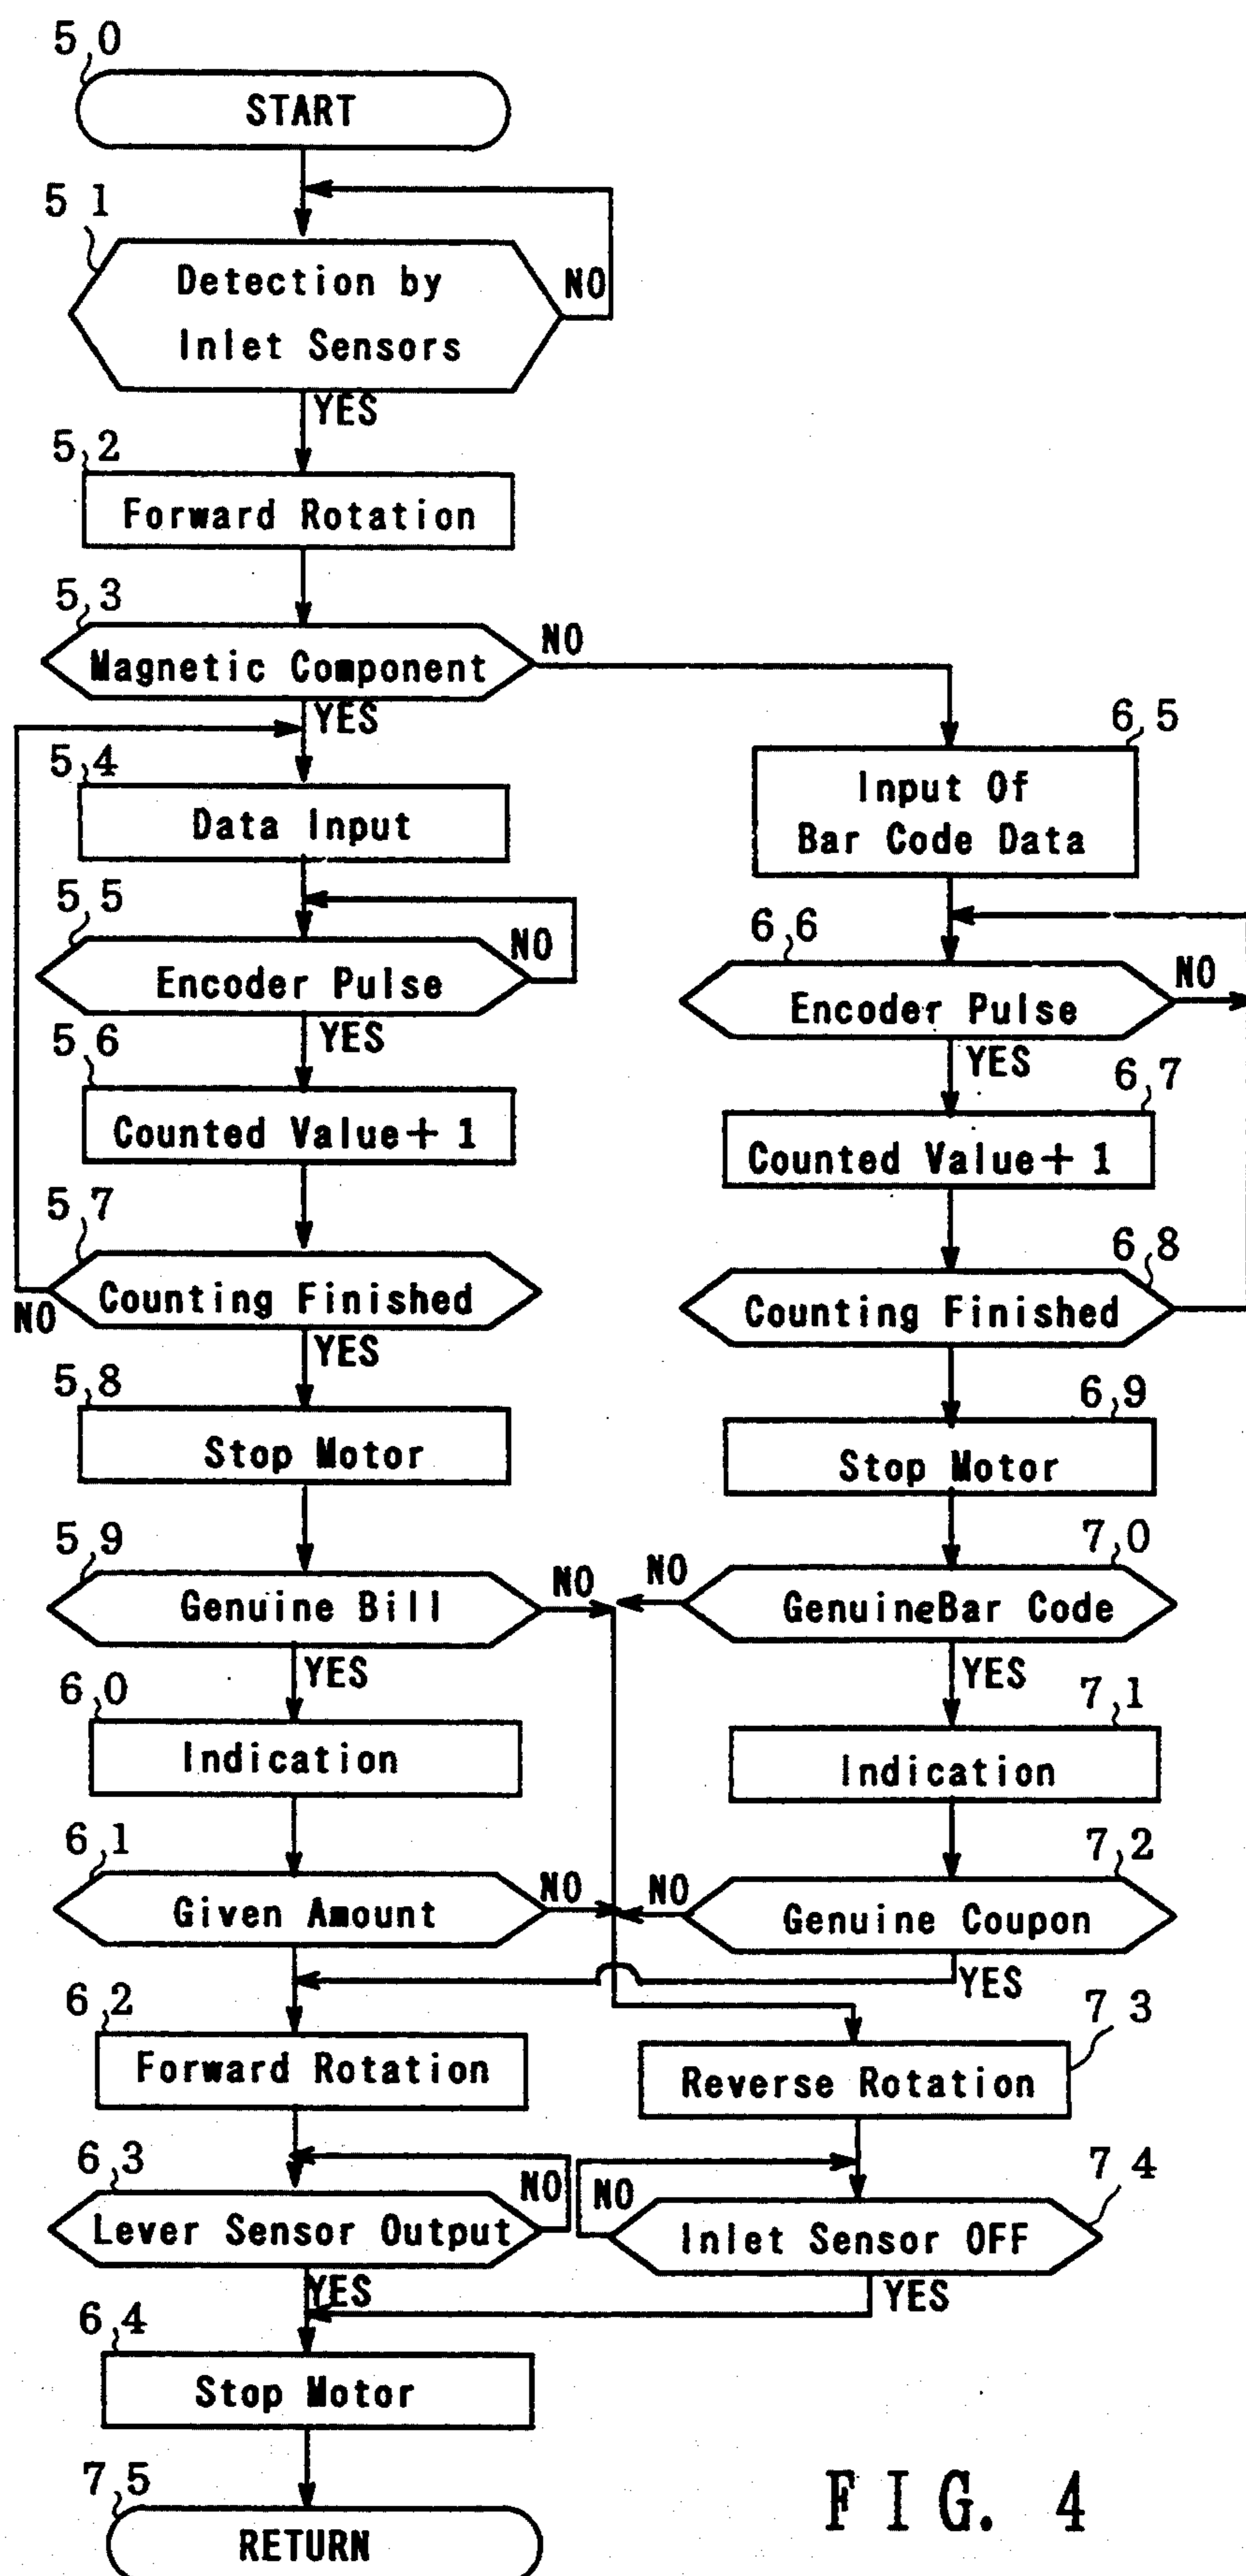 50
START
51
Detection by
Inlet Sensors
NO
YES
52
Forward Rotation
53
Magnetic Component
NO
YES
54
Data Input
55
Encoder Pulse
NO
YES
56
Counted Value+1
57
Counting Finished
NO
YES
58
Stop Motor
59
Genuine Bill
NO
YES
60
Indication
61
Given Amount
NO
62
Forward Rotation
63
Lever Sensor Output
NO
YES
64
Stop Motor
75
RETURN
65
Input Of
Bar Code Data
66
Encoder Pulse
NO
YES
67
Counted Value+1
68
Counting Finished
69
Stop Motor
70
NO
GenuineBar Code
YES
71
Indication
72
NO
Genuine Coupon
YES
73
Reverse Rotation
74
NO
Inlet Sensor OFF
YES
FIG. 4